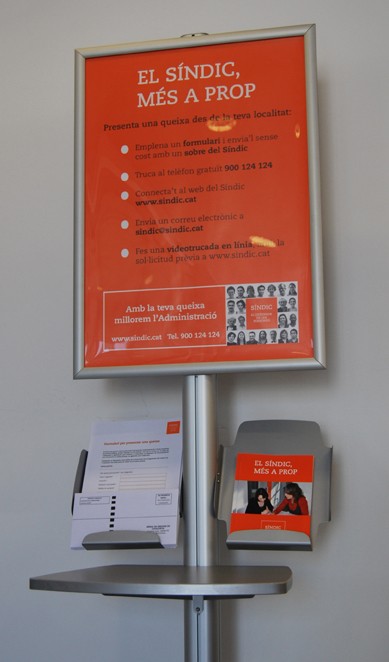 EL SÍNDIC,
MÉS A PROP
Presenta una queixa des de la teva localitat:
Emplena un formulari i envia'l sense
cost amb un sobre del Síndic
Truca al telèfon gratuït 900 124 124
Connecta't al web del Síndic
www.sindic.cat
Envia un correu electrònic a
sindic@sindic.cat
Fes una videotrucada en línia, la
sol·licitud prèvia a www.sindic.cat
Amb la teva queixa
millorem l'Administració
www.sindic.cat Tel. 900 124 124
SÍNDIC
EL SÍNDIC,
MÉS A PROP
SÍNDIC